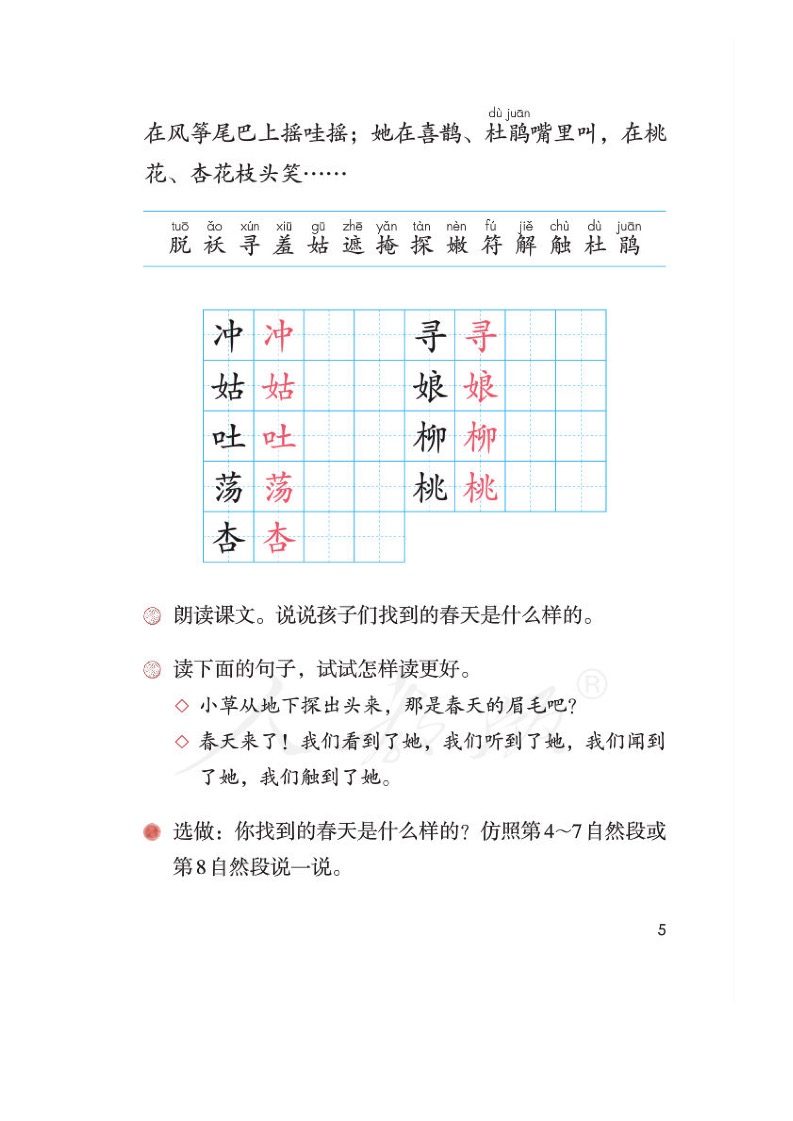 dù juān
在风筝尾巴上摇哇摇；她在喜鹊、杜鹃嘴里叫，在桃
花、杏花枝头笑……
tuō ǎo xún xiū gū zhē yǎn tàn nèn fú jiě chù dù juān
脱 袄 寻 羞 姑 遮 掩 探 嫩 符 解 触 杜 鹃
冲 冲 寻 寻
姑 姑 娘 娘
吐 吐 柳 柳
荡 荡 桃 桃
杏 杏
朗读课文。说说孩子们找到的春天是什么样的。
读下面的句子，试试怎样读更好。
◇ 小草从地下探出头来，那是春天的眉毛吧？
◇ 春天来了！我们看到了她，我们听到了她，我们闻到
了她，我们触到了她。
选做：你找到的春天是什么样的？仿照第4～7自然段或
第8自然段说一说。
5